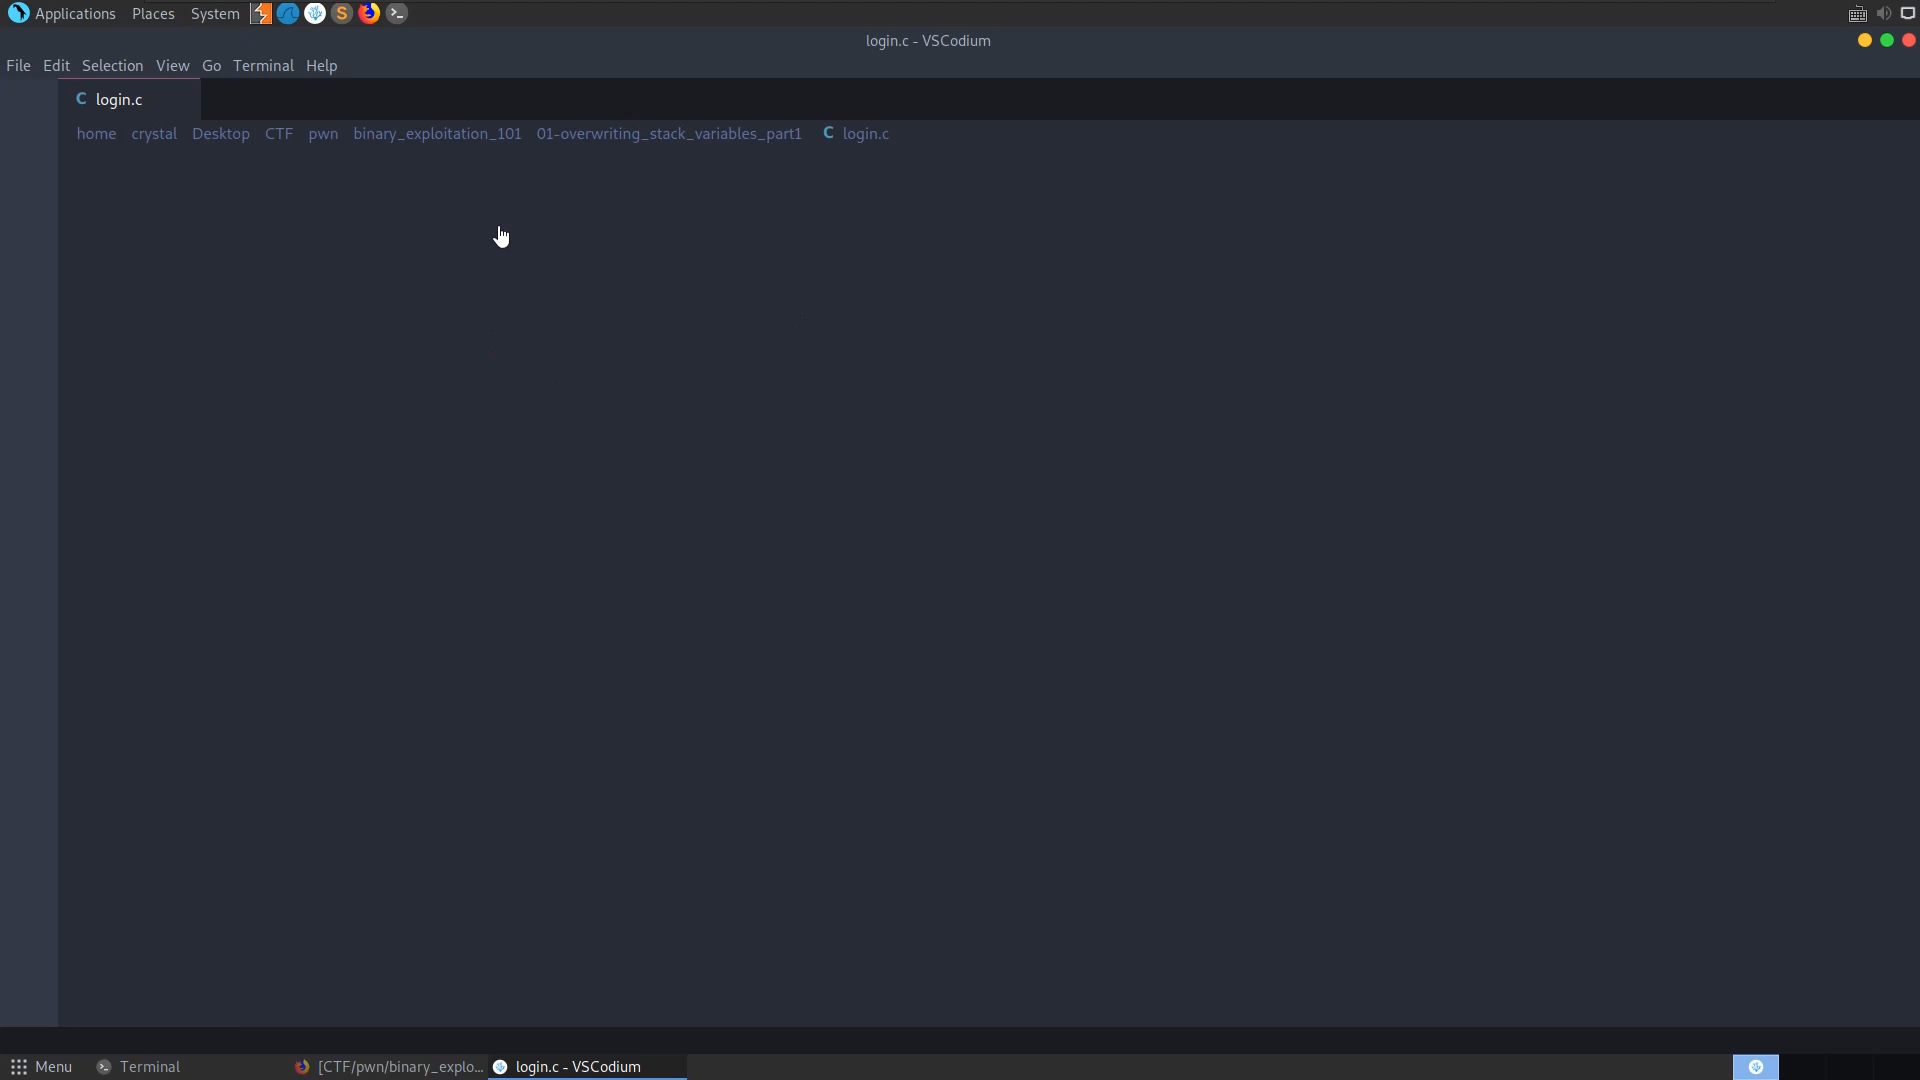 Applications Places System
login.c - VSCodium
File Edit Selection View Go Terminal Help
C login.c
home crystal Desktop CTF pwn binary_exploitation_101 01-overwriting_stack_variables_part1 C login.c
Menu Terminal [CTF/pwn/binary_explo... login.c - VSCodium